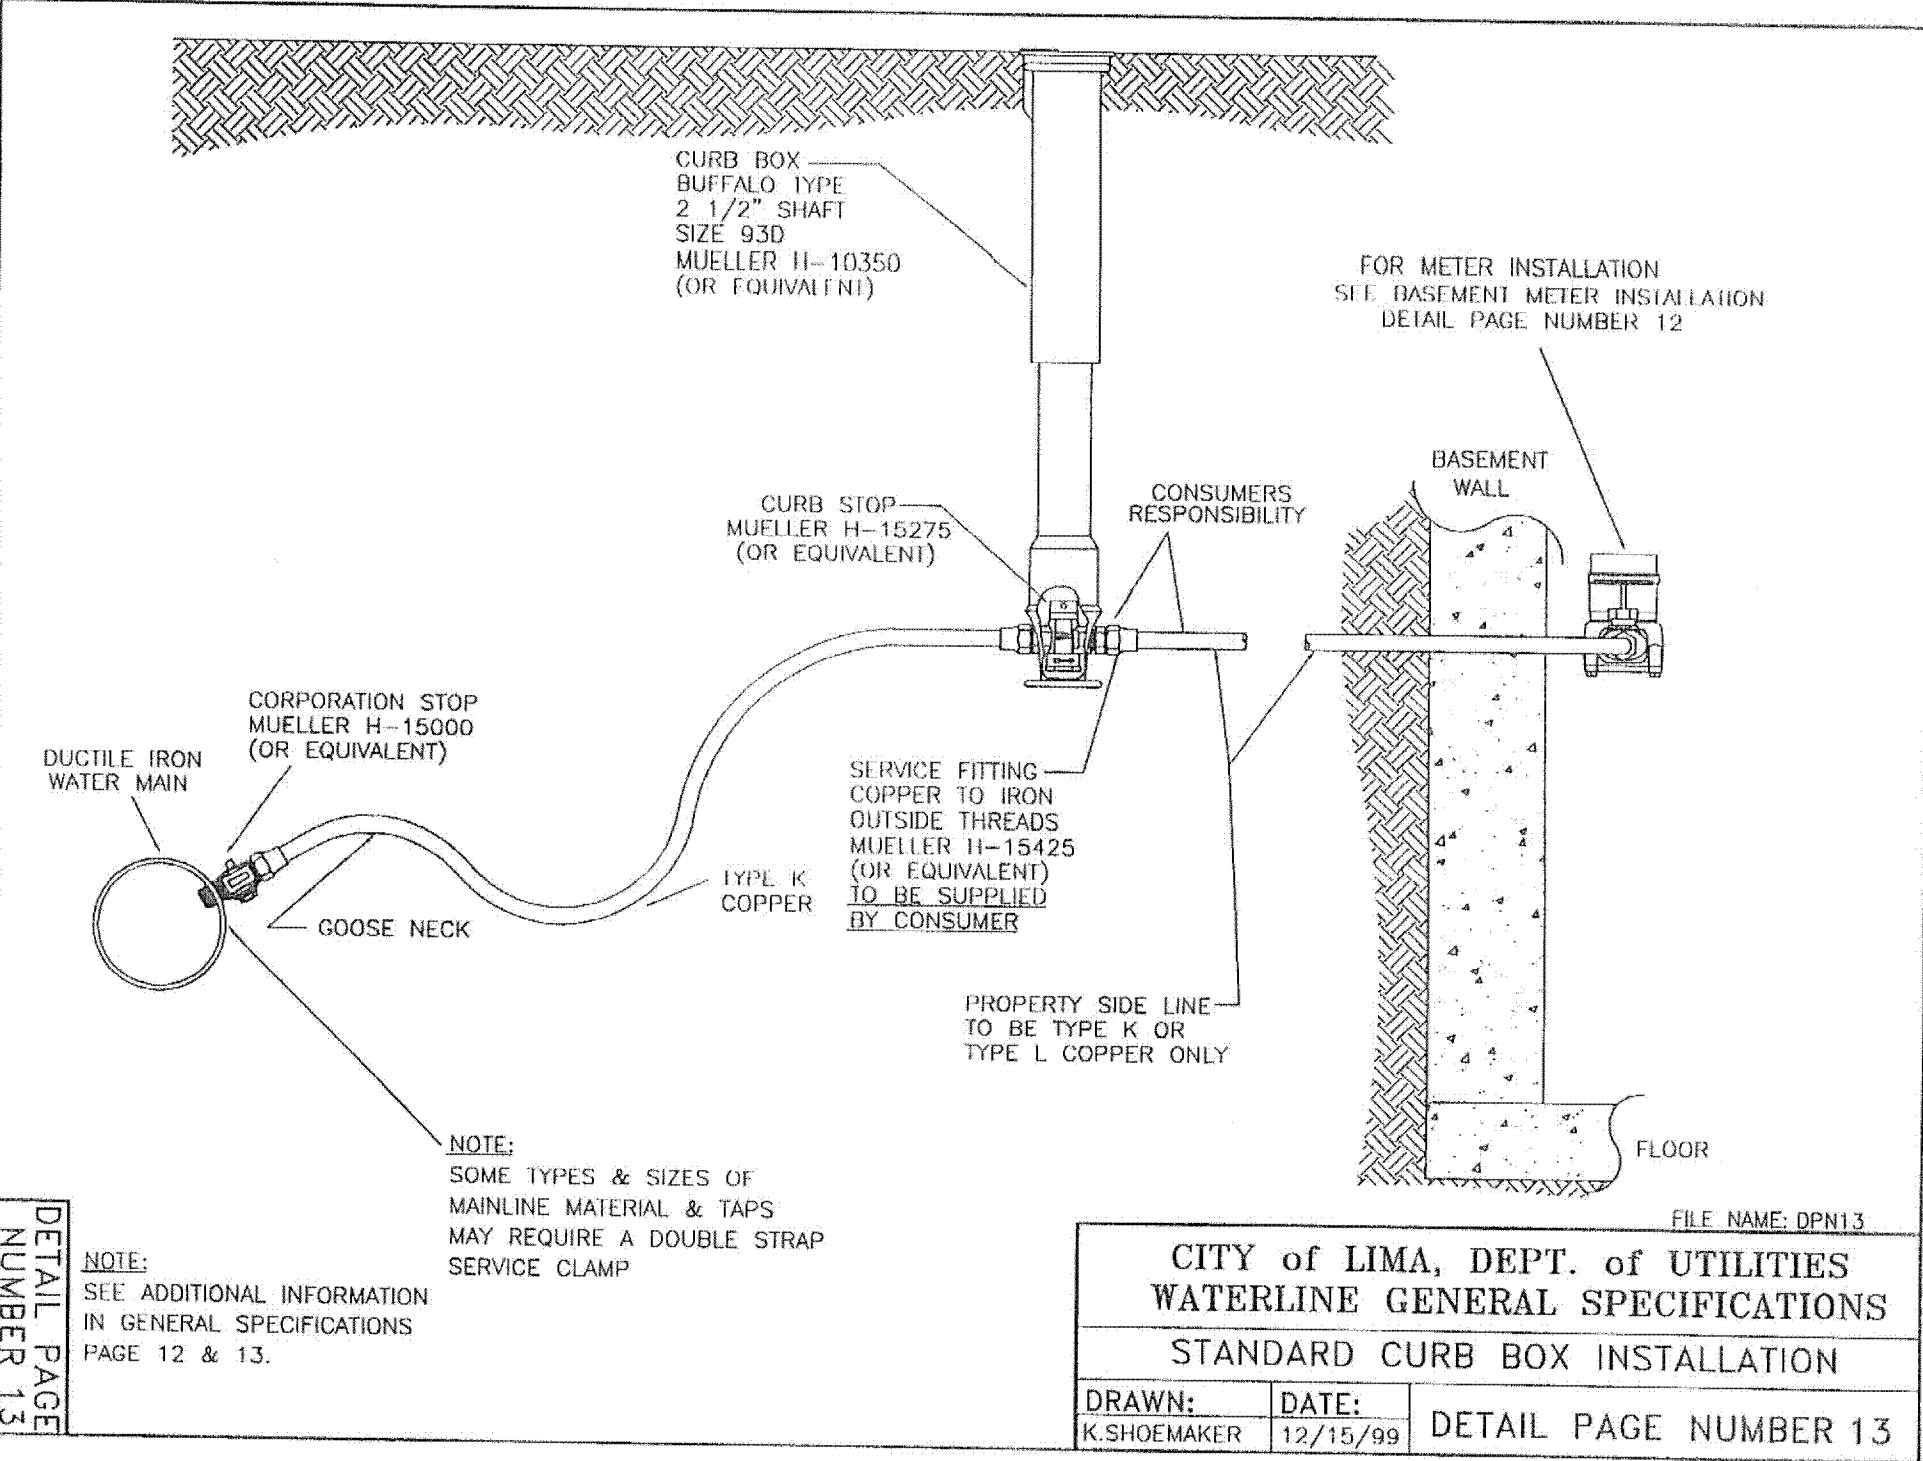 CURB BOX
BUFFALO TYPE
2 1/2" SHAFT
SIZE 93D
MUELLER H-10350
(OR EQUIVALENT)
FOR METER INSTALLATION
SEE BASEMENT METER INSTALLATION
DETAIL PAGE NUMBER 12
BASEMENT
WALL
CURB STOP
MUELLER H-15275
(OR EQUIVALENT)
CONSUMERS
RESPONSIBILITY
CORPORATION STOP
MUELLER H-15000
(OR EQUIVALENT)
DUCTILE IRON
WATER MAIN
GOOSE NECK
TYPE K
COPPER
SERVICE FITTING
COPPER TO IRON
OUTSIDE THREADS
MUELLER H-15425
(OR EQUIVALENT)
TO BE SUPPLIED
BY CONSUMER
PROPERTY SIDE LINE
TO BE TYPE K OR
TYPE L COPPER ONLY
FLOOR
NOTE:
SOME TYPES & SIZES OF
MAINLINE MATERIAL & TAPS
MAY REQUIRE A DOUBLE STRAP
SERVICE CLAMP
DETAIL PAGE
NUMBER 13
NOTE:
SEE ADDITIONAL INFORMATION
IN GENERAL SPECIFICATIONS
PAGE 12 & 13.
FILE NAME: DPN13
CITY of LIMA, DEPT. of UTILITIES
WATERLINE GENERAL SPECIFICATIONS
STANDARD CURB BOX INSTALLATION
DRAWN:
K.SHOEMAKER
DATE:
12/15/99
DETAIL PAGE NUMBER 13